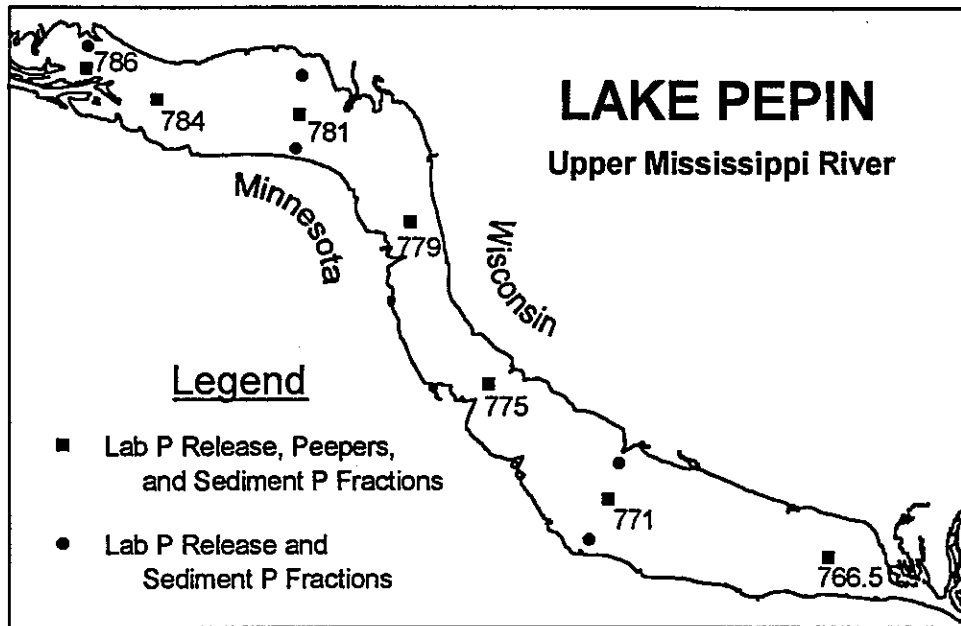 LAKE PEPIN
Upper Mississippi River
786
784
781
Minnesota
779
Wisconsin
775
771
766.5
Legend
Lab P Release, Peepers,
and Sediment P Fractions
Lab P Release and
Sediment P Fractions